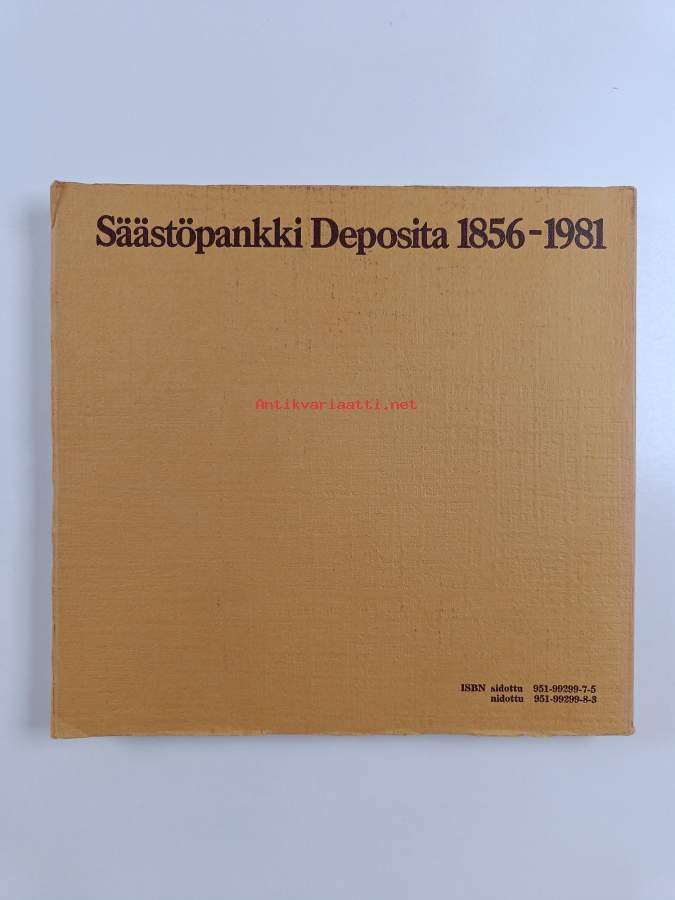 Säästöpankki Deposita 1856-1981
Antikvariaatti.net
ISBN sidottu 951-99299-7-5
nidottu 951-99299-8-3